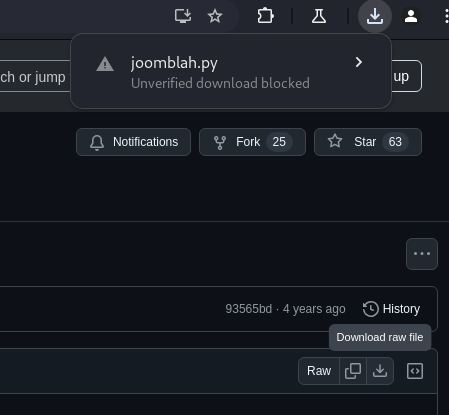 joomblah.py
Unverified download blocked
ch or jump
up
Notifications
Fork 25
Star 63
93565bd · 4 years ago
History
Download raw file
Raw